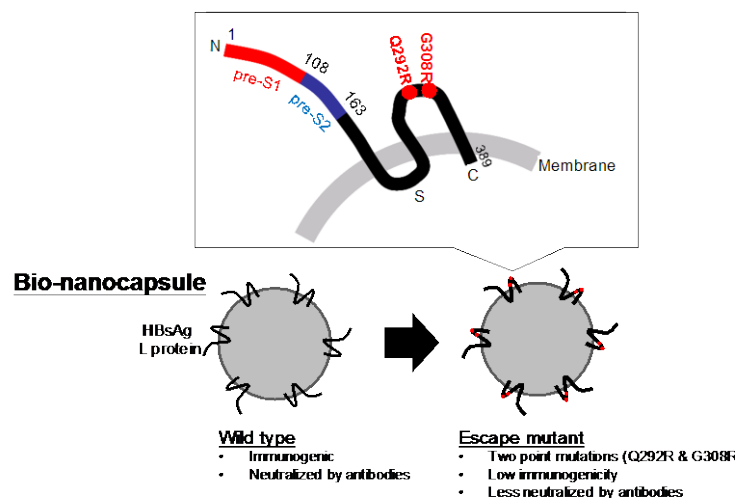 N
1
pre-S1
108
pre-S2
163
Q292R
G308R
389
S
C
Membrane
Bio-nanocapsule
HBsAg
L protein
Wild type
• Immunogenic
• Neutralized by antibodies
Escape mutant
• Two point mutations (Q292R & G308R
• Low immunogenicity
• Less neutralized by antibodies